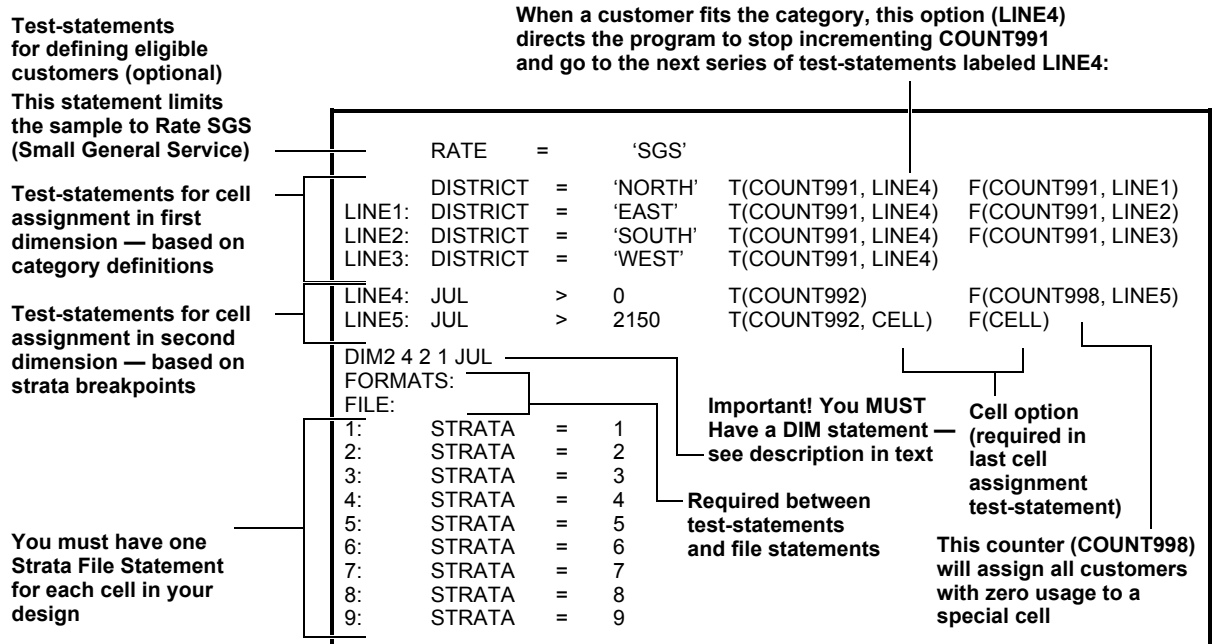 Test-statements
for defining eligible
customers (optional)
This statement limits
the sample to Rate SGS
(Small General Service)
Test-statements for cell
assignment in first
dimension — based on
category definitions
Test-statements for cell
assignment in second
dimension — based on
strata breakpoints
You must have one
Strata File Statement
for each cell in your
design
When a customer fits the category, this option (LINE4)
directs the program to stop incrementing COUNT991
and go to the next series of test-statements labeled LINE4:
RATE = ‘SGS’
DISTRICT = ‘NORTH’ T(COUNT991, LINE4) F(COUNT991, LINE1)
LINE1: DISTRICT = ‘EAST’ T(COUNT991, LINE4) F(COUNT991, LINE2)
LINE2: DISTRICT = ‘SOUTH’ T(COUNT991, LINE4) F(COUNT991, LINE3)
LINE3: DISTRICT = ‘WEST’ T(COUNT991, LINE4)
LINE4: JUL > 0 T(COUNT992) F(COUNT998, LINE5)
LINE5: JUL > 2150 T(COUNT992, CELL) F(CELL)
DIM2 4 2 1 JUL
FORMATS:
FILE:
1: STRATA = 1
2: STRATA = 2
3: STRATA = 3
4: STRATA = 4
5: STRATA = 5
6: STRATA = 6
7: STRATA = 7
8: STRATA = 8
9: STRATA = 9
Important! You MUST
Have a DIM statement —
see description in text
Required between
test-statements
and file statements
Cell option
(required in
last cell
assignment
test-statement)
This counter (COUNT998)
will assign all customers
with zero usage to a
special cell